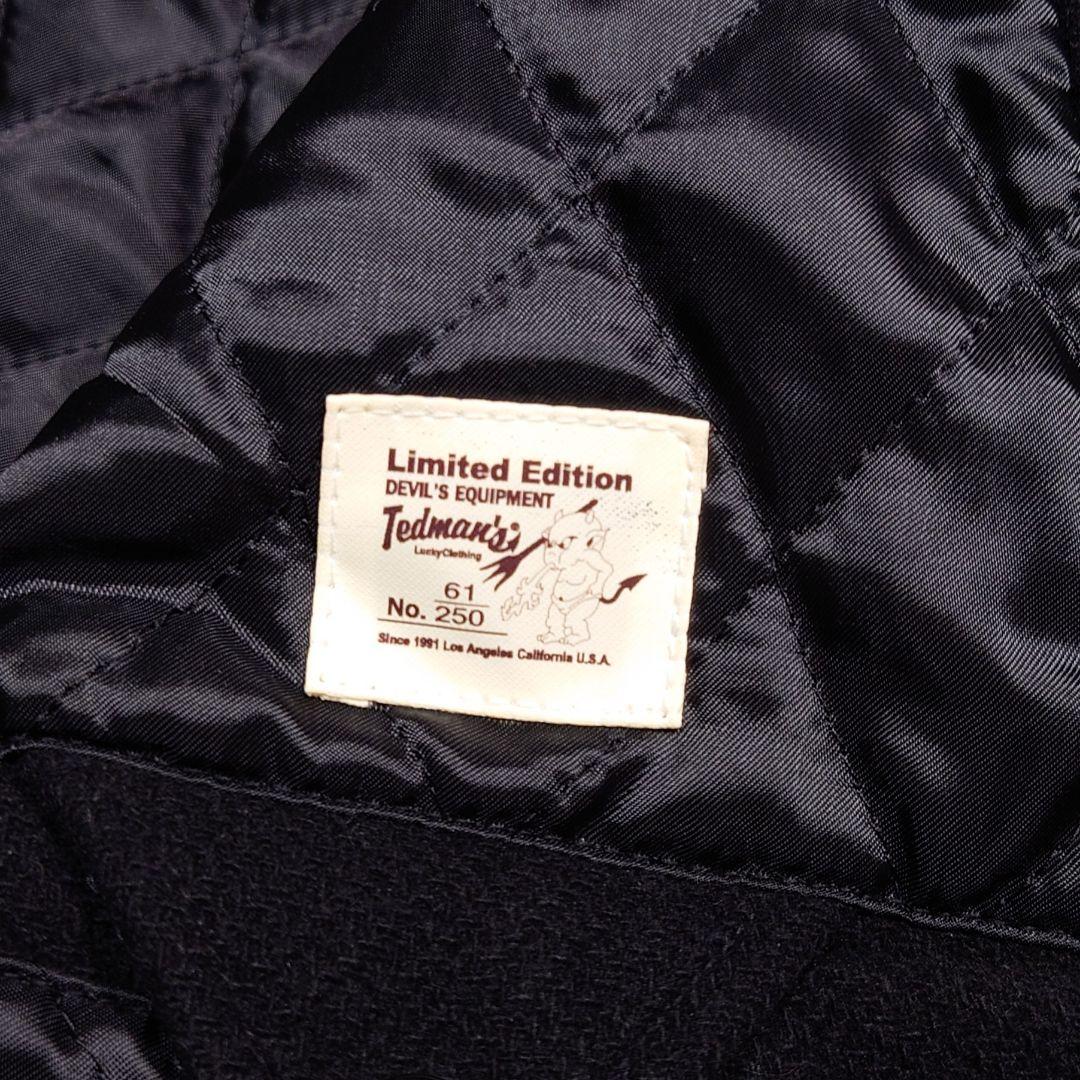 Limited Edition
DEVIL'S EQUIPMENT
Tedman's
LuckyClothing
61
No. 250
Since 1991 Los Angeles California U.S.A.